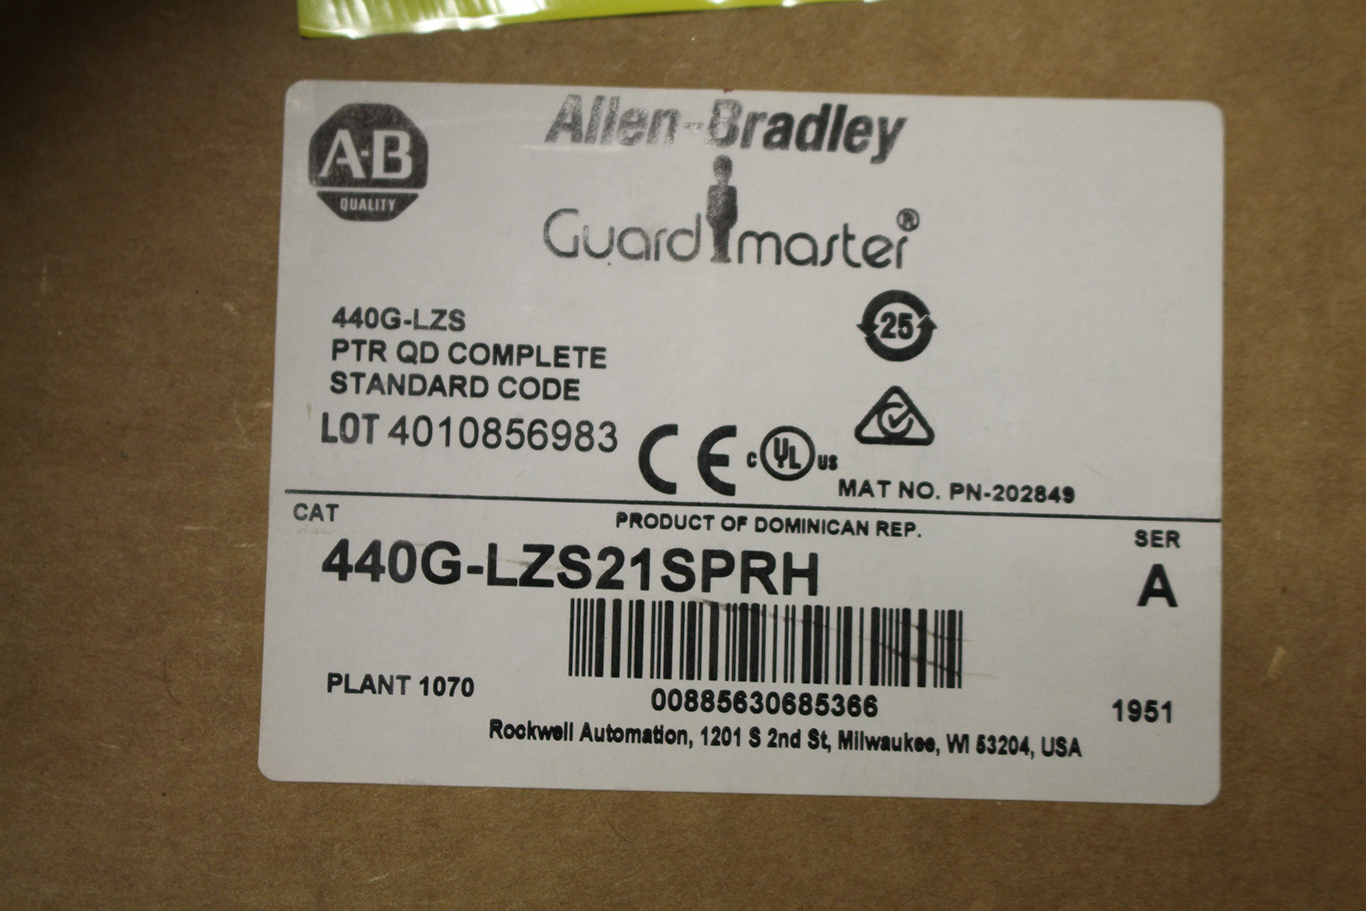 A-B
QUALITY
Allen-Bradley
Guardmaster®
440G-LZS
PTR QD COMPLETE
STANDARD CODE
LOT 4010856983
25
CE
c UL us
MAT NO. PN-202849
CAT
PRODUCT OF DOMINICAN REP.
SER
440G-LZS21SPRH
A
PLANT 1070
00885630685366
1951
Rockwell Automation, 1201 S 2nd St, Milwaukee, WI 53204, USA